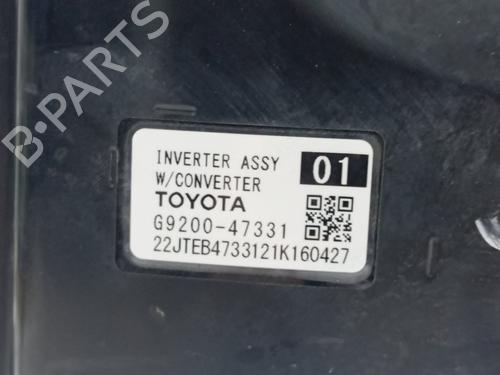 B-PARTS
INVERTER ASSY 01
W/CONVERTER
TOYOTA
G9200-47331
22JTEB4733121K160427